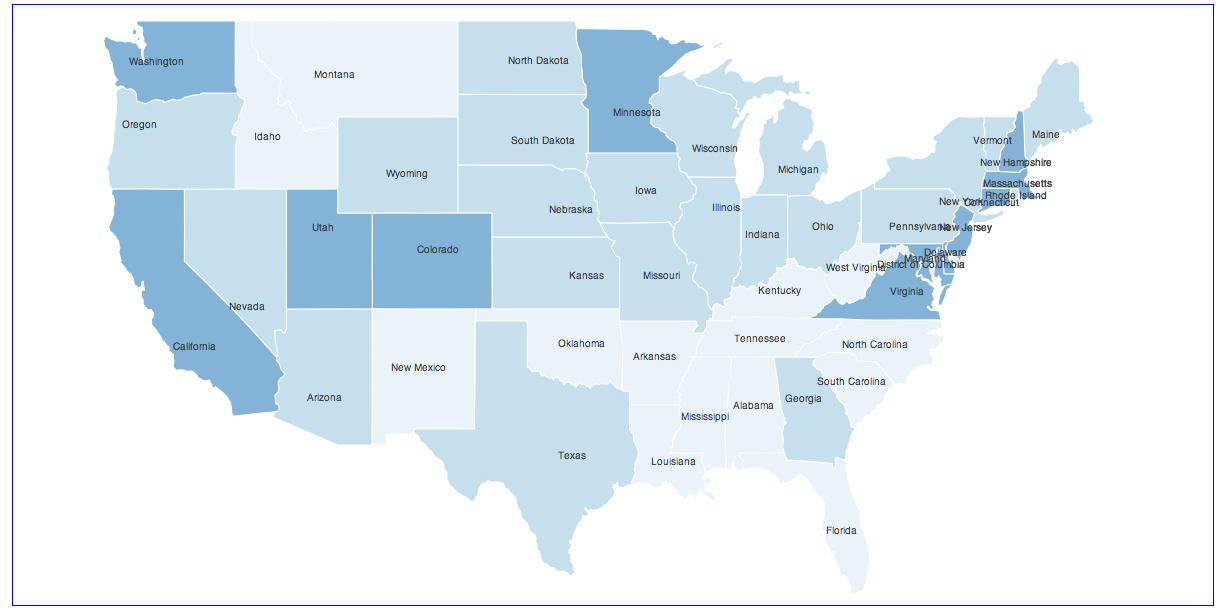 Washington
Montana
North Dakota
Minnesota
Oregon
Idaho
South Dakota
Wisconsin
Vermont
Maine
New Hampshire
Wyoming
Michigan
Massachusetts
Iowa
Rhode Island
Nebraska
Illinois
New York
Connecticut
Utah
Colorado
Indiana
Ohio
Pennsylvania
New Jersey
Delaware
Maryland
District of Columbia
Kansas
Missouri
West Virginia
Kentucky
Virginia
Nevada
California
Oklahoma
Arkansas
Tennessee
North Carolina
New Mexico
South Carolina
Arizona
Mississippi
Alabama
Georgia
Texas
Louisiana
Florida